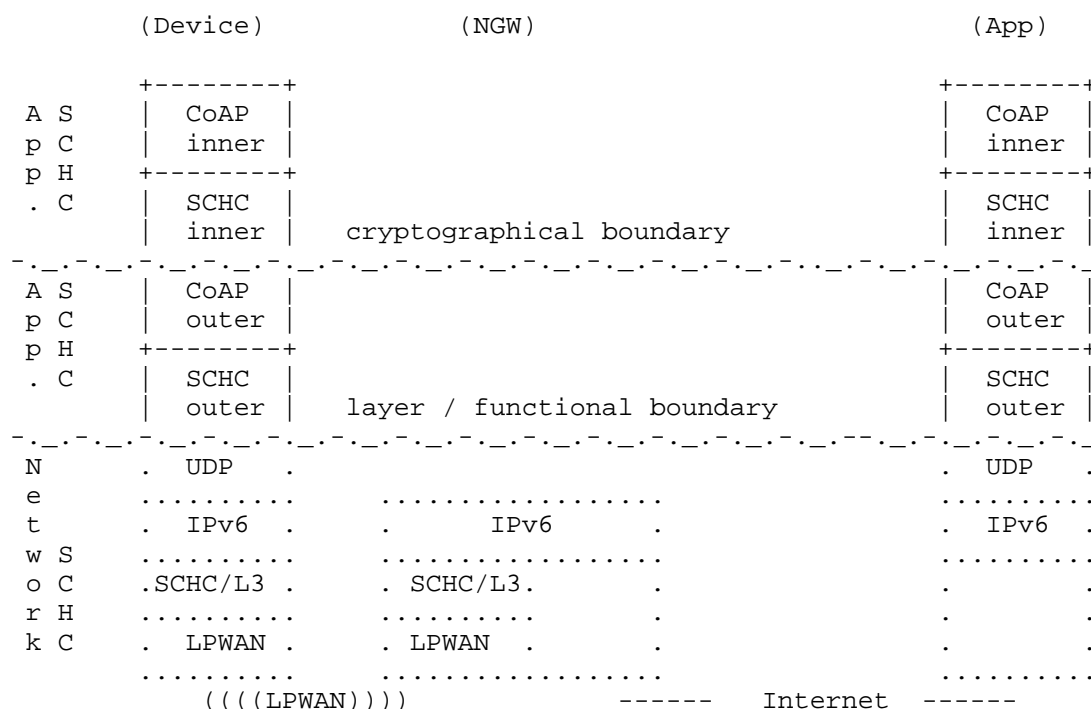 (Device)            (NGW)                              (App)

         +--------+                                         +--------+
 A S     |  CoAP  |                                         |  CoAP  |
 p C     |  inner |                                         |  inner |
 p H     +--------+                                         +--------+
 . C     |  SCHC  |                                         |  SCHC  |
         |  inner |   cryptographical boundary              |  inner |
-._.-._.-._.-._.-._.-._.-._.-._.-._.-._.-._.-._.-.._.-._.-._.-._.-._
 A S     |  CoAP  |                                         |  CoAP  |
 p C     |  outer |                                         |  outer |
 p H     +--------+                                         +--------+
 . C     |  SCHC  |                                         |  SCHC  |
         |  outer |   layer / functional boundary           |  outer |
-._.-._.-._.-._.-._.-._.-._.-._.-._.-._.-._.-._.--._.-._.-._.-._
 N       .  UDP   .                                         .  UDP   .
 e       ..........     ..................                  ..........
 t       .  IPv6  .     .      IPv6      .                  .  IPv6  .
 w S     ..........     ..................                  ..........
 o C     .SCHC/L3 .     . SCHC/L3.       .                  .        .
 r H     ..........     ..........       .                  .        .
 k C     .  LPWAN .     . LPWAN  .       .                  .        .
         ..........     ..................                  ..........
             ((((LPWAN))))             ------   Internet  ------